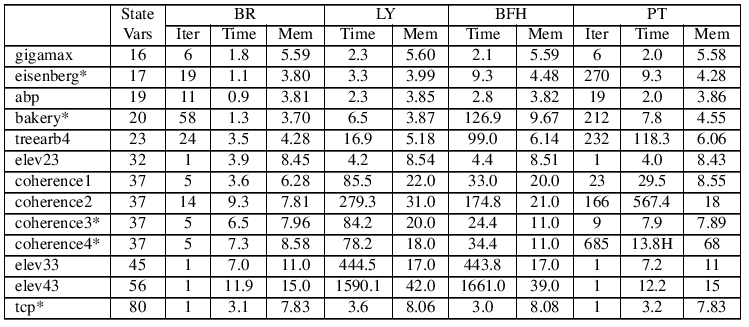 State BR LY BFH PT
Vars Iter Time Mem Time Mem Time Mem Iter Time Mem
gigamax 16 6 1.8 5.59 2.3 5.60 2.1 5.59 6 2.0 5.58
eisenberg* 17 19 1.1 3.80 3.3 3.99 9.3 4.48 270 9.3 4.28
abp 19 11 0.9 3.81 2.3 3.85 2.8 3.82 19 2.0 3.86
bakery* 20 58 1.3 3.70 6.5 3.87 126.9 9.67 212 7.8 4.55
treearb4 23 24 3.5 4.28 16.9 5.18 99.0 6.14 232 118.3 6.06
elev23 32 1 3.9 8.45 4.2 8.54 4.4 8.51 1 4.0 8.43
coherence1 37 5 3.6 6.28 85.5 22.0 33.0 20.0 23 29.5 8.55
coherence2 37 14 9.3 7.81 279.3 31.0 174.8 21.0 166 567.4 18
coherence3* 37 5 6.5 7.96 84.2 20.0 24.4 11.0 9 7.9 7.89
coherence4* 37 5 7.3 8.58 78.2 18.0 34.4 11.0 685 13.8H 68
elev33 45 1 7.0 11.0 444.5 17.0 443.8 17.0 1 7.2 11
elev43 56 1 11.9 15.0 1590.1 42.0 1661.0 39.0 1 12.2 15
tcp* 80 1 3.1 7.83 3.6 8.06 3.0 8.08 1 3.2 7.83